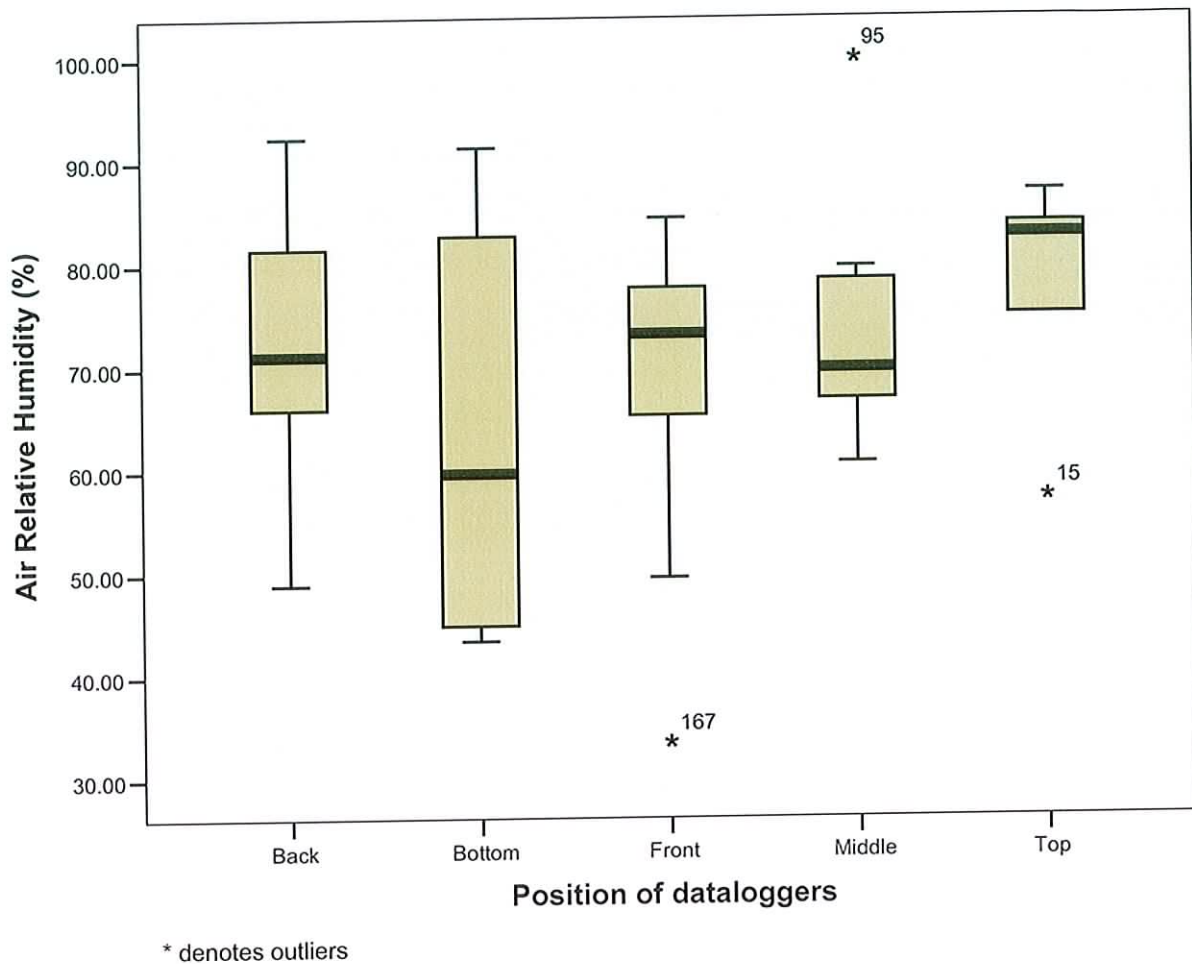 Air Relative Humidity (%)
100.00
90.00
80.00
70.00
60.00
50.00
40.00
30.00
95
15
167
Back Bottom Front Middle Top
Position of dataloggers
* denotes outliers